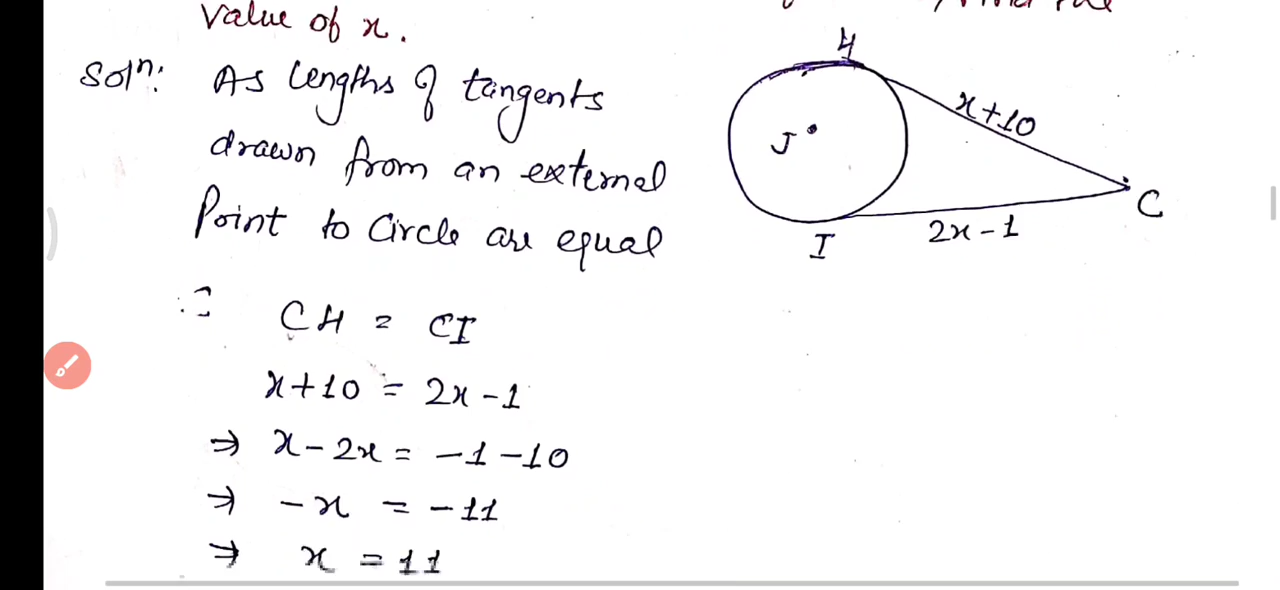 Value of x.
Solⁿ: As lengths of tangents
drawn from an external
Point to Circle are equal
∴ CH = CI
x+10 = 2x-1
⇒ x-2x = -1-10
⇒ -x = -11
⇒ x = 11
H
x+10
J
C
2x-1
I